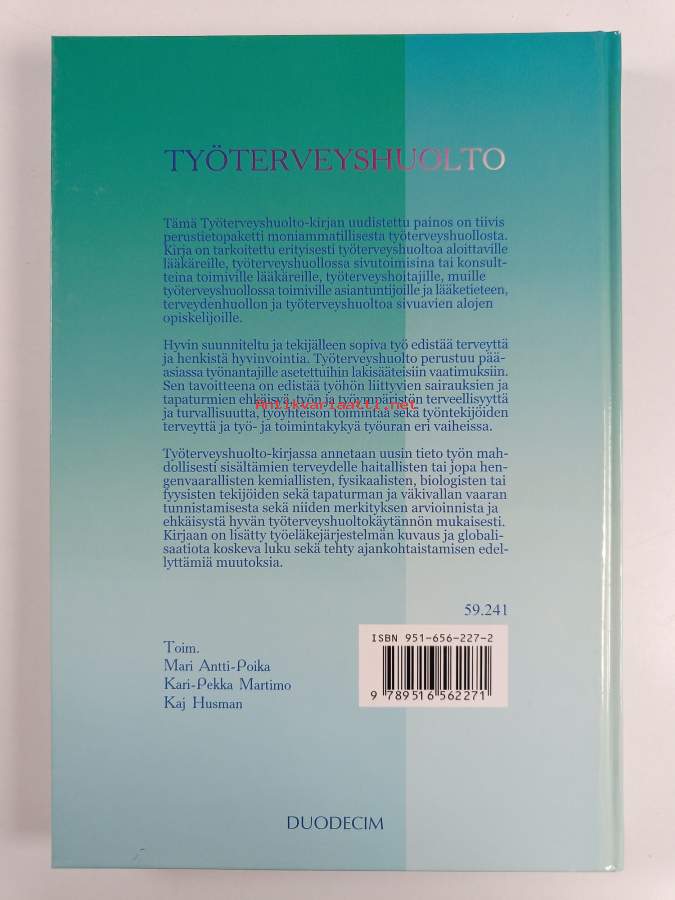 TYÖTERVEYSHUOLTO
Tämä Työterveyshuolto-kirjan uudistettu painos on tiivis
perustietopaketti moniammatillisesta työterveyshuollosta.
Kirja on tarkoitettu erityisesti työterveyshuoltoa aloittaville
lääkäreille, työterveyshuollossa sivutoimisina tai konsult-
teina toimiville lääkäreille, työterveyshoitajille, muille
työterveyshuollossa toimiville asiantuntijoille ja lääketieteen,
terveydenhuollon ja työterveyshuoltoa sivuavien alojen
opiskelijoille.
Hyvin suunniteltu ja tekijälleen sopiva työ edistää terveyttä
ja henkistä hyvinvointia. Työterveyshuolto perustuu pää-
asiassa työnantajille asetettuihin lakisääteisiin vaatimuksiin.
Sen tavoitteena on edistää työhön liittyvien sairauksien ja
tapaturmien ehkäisyä, työn ja työympäristön terveellisyyttä
Antikvariaatti.net
ja turvallisuutta, työyhteisön toimintaa sekä työntekijöiden
terveyttä ja työ- ja toimintakykyä työuran eri vaiheissa.
Työterveyshuolto-kirjassa annetaan uusin tieto työn mah-
dollisesti sisältämien terveydelle haitallisten tai jopa hen-
genvaarallisten kemiallisten, fysikaalisten, biologisten tai
fyysisten tekijöiden sekä tapaturman ja väkivallan vaaran
tunnistamisesta sekä niiden merkityksen arvioinnista ja
ehkäisystä hyvän työterveyshuoltokäytännön mukaisesti.
Kirjaan on lisätty työeläkejärjestelmän kuvaus ja globali-
saatiota koskeva luku sekä tehty ajankohtaistamisen edel-
lyttämiä muutoksia.
59.241
ISBN 951-656-227-2
9 789516 562271
Toim.
Mari Antti-Poika
Kari-Pekka Martimo
Kaj Husman
DUODECIM